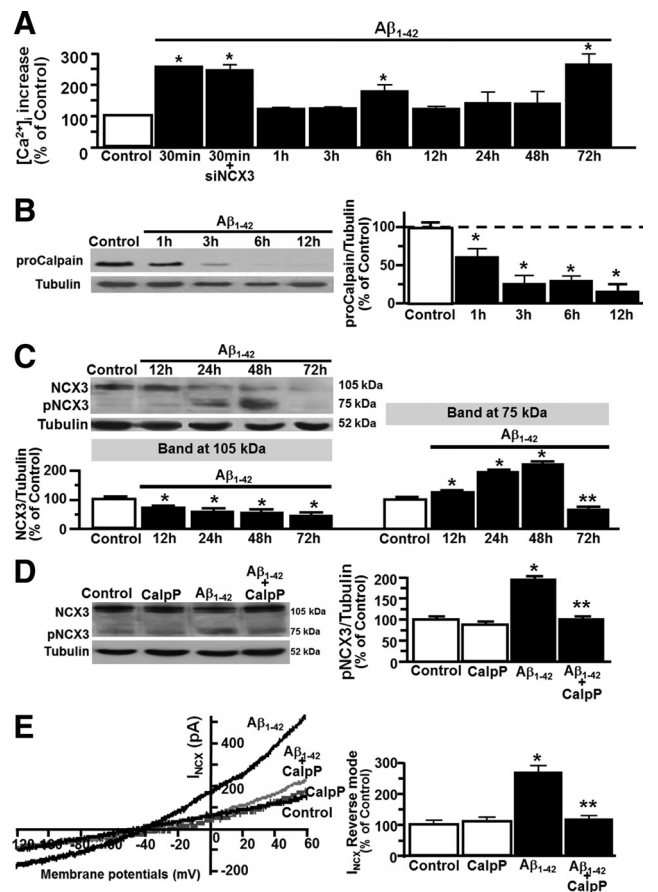 A
Aβ1-42
[Ca2+]i increase
(% of Control)
300
200
100
0
* * * *
Control 30min 30min + siNCX3 1h 3h 6h 12h 24h 48h 72h
B
Aβ1-42
Control 1h 3h 6h 12h
proCalpain
Tubulin
proCalpain/Tubulin
(% of Control)
100
75
50
25
0
* * * *
1h 3h 6h 12h
C
Aβ1-42
Control 12h 24h 48h 72h
NCX3 105 kDa
pNCX3 75 kDa
Tubulin 52 kDa
Band at 105 kDa
Aβ1-42
NCX3/Tubulin
(% of Control)
200
100
0
* * * *
Control 12h 24h 48h 72h
Band at 75 kDa
Aβ1-42
* * * **
Control 12h 24h 48h 72h
D
Control CalpP Aβ1-42 Aβ1-42 + CalpP
NCX3 105 kDa
pNCX3 75 kDa
Tubulin 52 kDa
pNCX3/Tubulin
(% of Control)
200
150
100
50
0
* **
Control CalpP Aβ1-42 Aβ1-42 + CalpP
E
INCX (pA)
400
200
0
-200
-120 -100 -80 -60 -40 -20 0 20 40 60
Membrane potentials (mV)
Aβ1-42
Aβ1-42 + CalpP
CalpP
Control
INCX Reverse mode
(% of Control)
300
200
100
0
* **
Control CalpP Aβ1-42 Aβ1-42 + CalpP